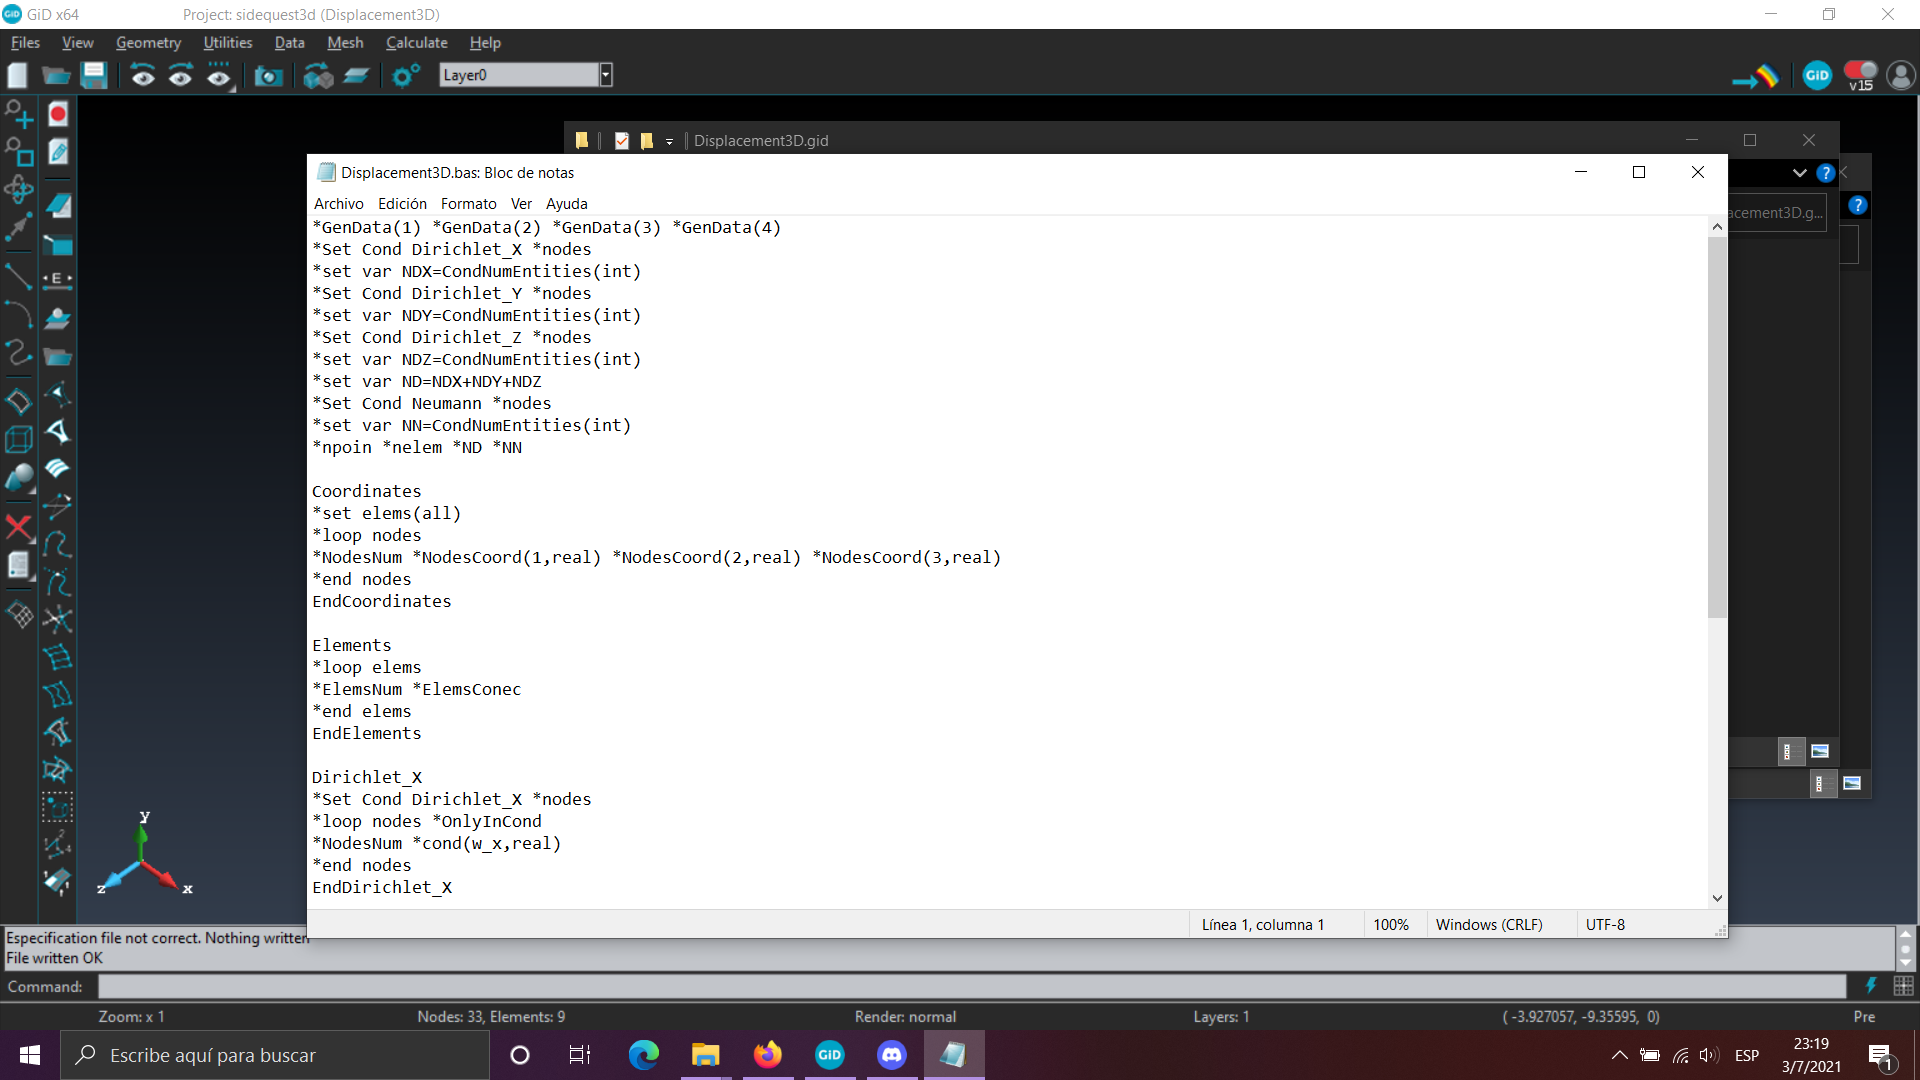 GiD x64
Project: sidequest3d (Displacement3D)
Files View Geometry Utilities Data Mesh Calculate Help
Layer0
GiD
v15
Displacement3D.gid
Displacement3D.bas: Bloc de notas
Archivo Edición Formato Ver Ayuda
acement3D.g...
*GenData(1) *GenData(2) *GenData(3) *GenData(4)
*Set Cond Dirichlet_X *nodes
*set var NDX=CondNumEntities(int)
*Set Cond Dirichlet_Y *nodes
*set var NDY=CondNumEntities(int)
*Set Cond Dirichlet_Z *nodes
*set var NDZ=CondNumEntities(int)
*set var ND=NDX+NDY+NDZ
*Set Cond Neumann *nodes
*set var NN=CondNumEntities(int)
*npoin *nelem *ND *NN
Coordinates
*set elems(all)
*loop nodes
*NodesNum *NodesCoord(1,real) *NodesCoord(2,real) *NodesCoord(3,real)
*end nodes
EndCoordinates
Elements
*loop elems
*ElemsNum *ElemsConec
*end elems
EndElements
Dirichlet_X
*Set Cond Dirichlet_X *nodes
*loop nodes *OnlyInCond
*NodesNum *cond(w_x,real)
*end nodes
EndDirichlet_X
y
z
x
Línea 1, columna 1 100% Windows (CRLF) UTF-8
Especification file not correct. Nothing written
File written OK
Command:
Zoom: x 1 Nodes: 33, Elements: 9 Render: normal Layers: 1 ( -3.927057, -9.35595, 0) Pre
Escribe aquí para buscar
GiD
ESP
23:19
3/7/2021
1